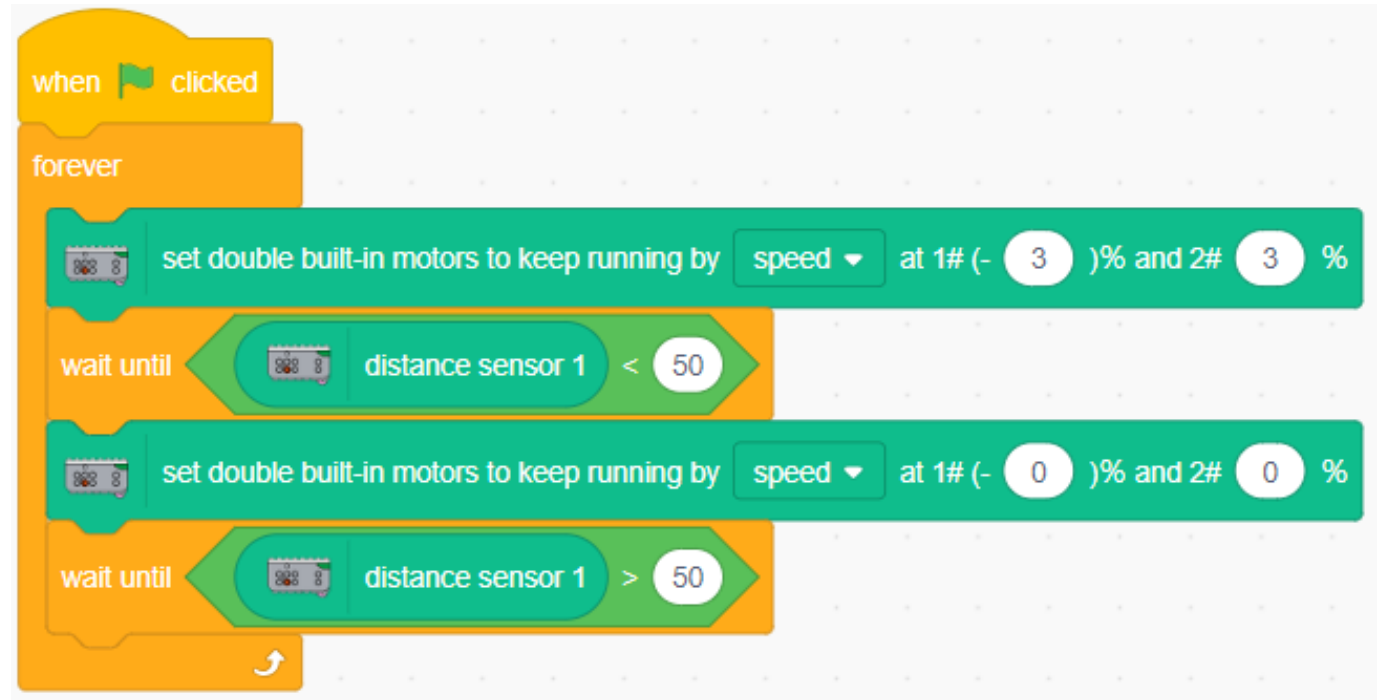 when clicked
forever
set double built-in motors to keep running by speed at 1# (- 3 )% and 2# 3 %
wait until distance sensor 1 < 50
set double built-in motors to keep running by speed at 1# (- 0 )% and 2# 0 %
wait until distance sensor 1 > 50